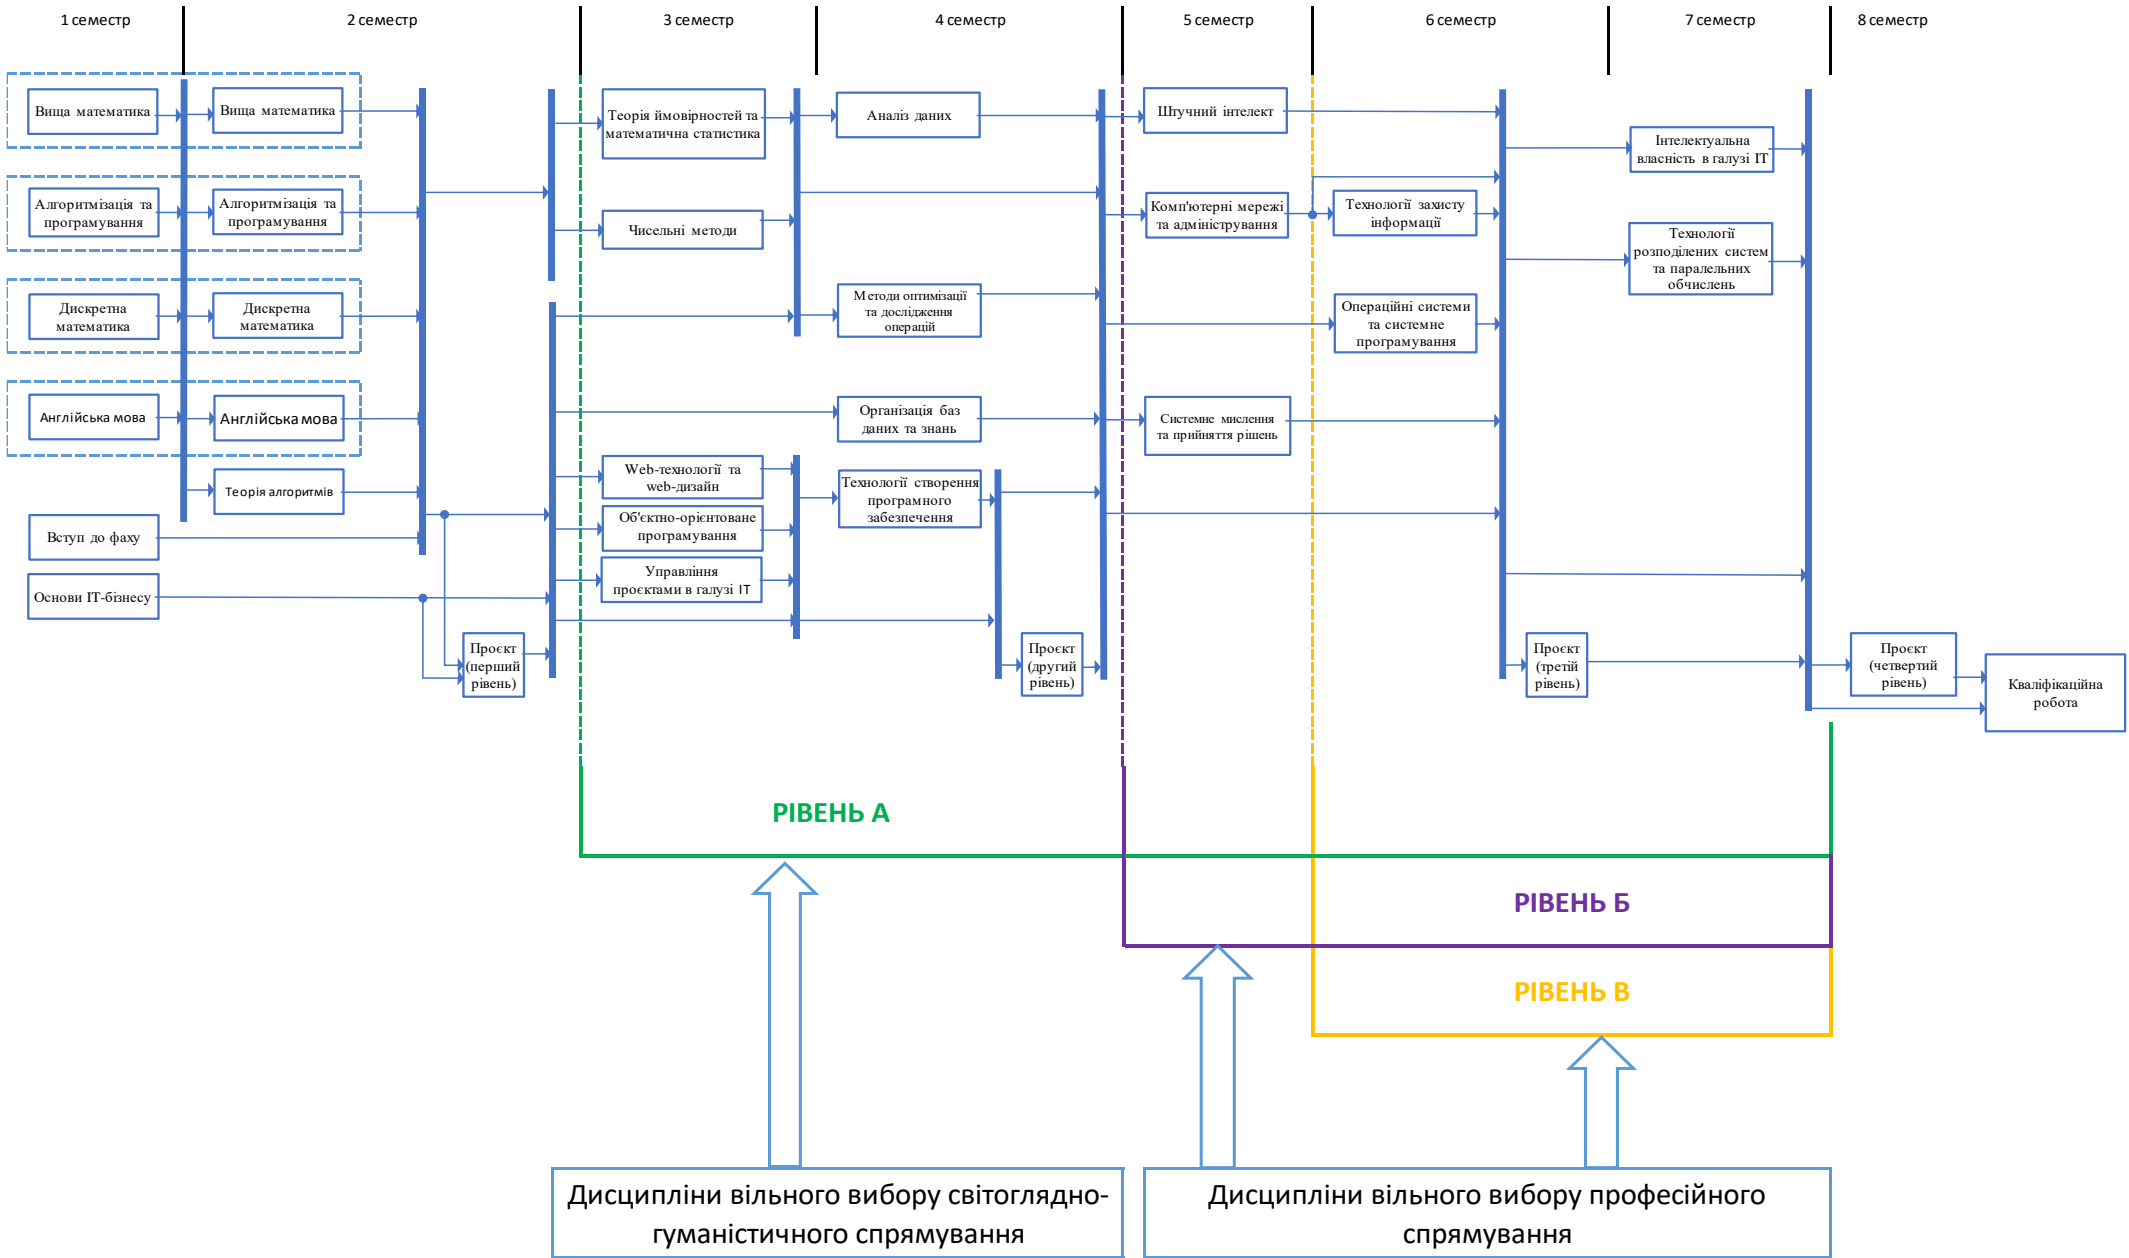 1 семестр
2 семестр
3 семестр
4 семестр
5 семестр
6 семестр
7 семестр
8 семестр
Вища математика
Алгоритмізація та
програмування
Дискретна
математика
Англійська мова
Вступ до фаху
Основи ІТ-бізнесу
Вища математика
Алгоритмізація та
програмування
Дискретна
математика
Англійська мова
Теорія алгоритмів
Проєкт
(перший
рівень)
Теорія ймовірностей та
математична статистика
Чисельні методи
Web-технології та
web-дизайн
Об'єктно-орієнтоване
програмування
Управління
проєктами в галузі ІТ
Аналіз даних
Методи оптимізації
та дослідження
операцій
Організація баз
даних та знань
Технології створення
програмного
забезпечення
Проєкт
(другий
рівень)
Штучний інтелект
Комп'ютерні мережі
та адміністрування
Системне мислення
та прийняття рішень
Технології захисту
інформації
Операційні системи
та системне
програмування
Проєкт
(третій
рівень)
Інтелектуальна
власність в галузі ІТ
Технології
розподілених систем
та паралельних
обчислень
Проєкт
(четвертий
рівень)
Кваліфікаційна
робота
РІВЕНЬ А
РІВЕНЬ Б
РІВЕНЬ В
Дисципліни вільного вибору світоглядно-
гуманістичного спрямування
Дисципліни вільного вибору професійного
спрямування